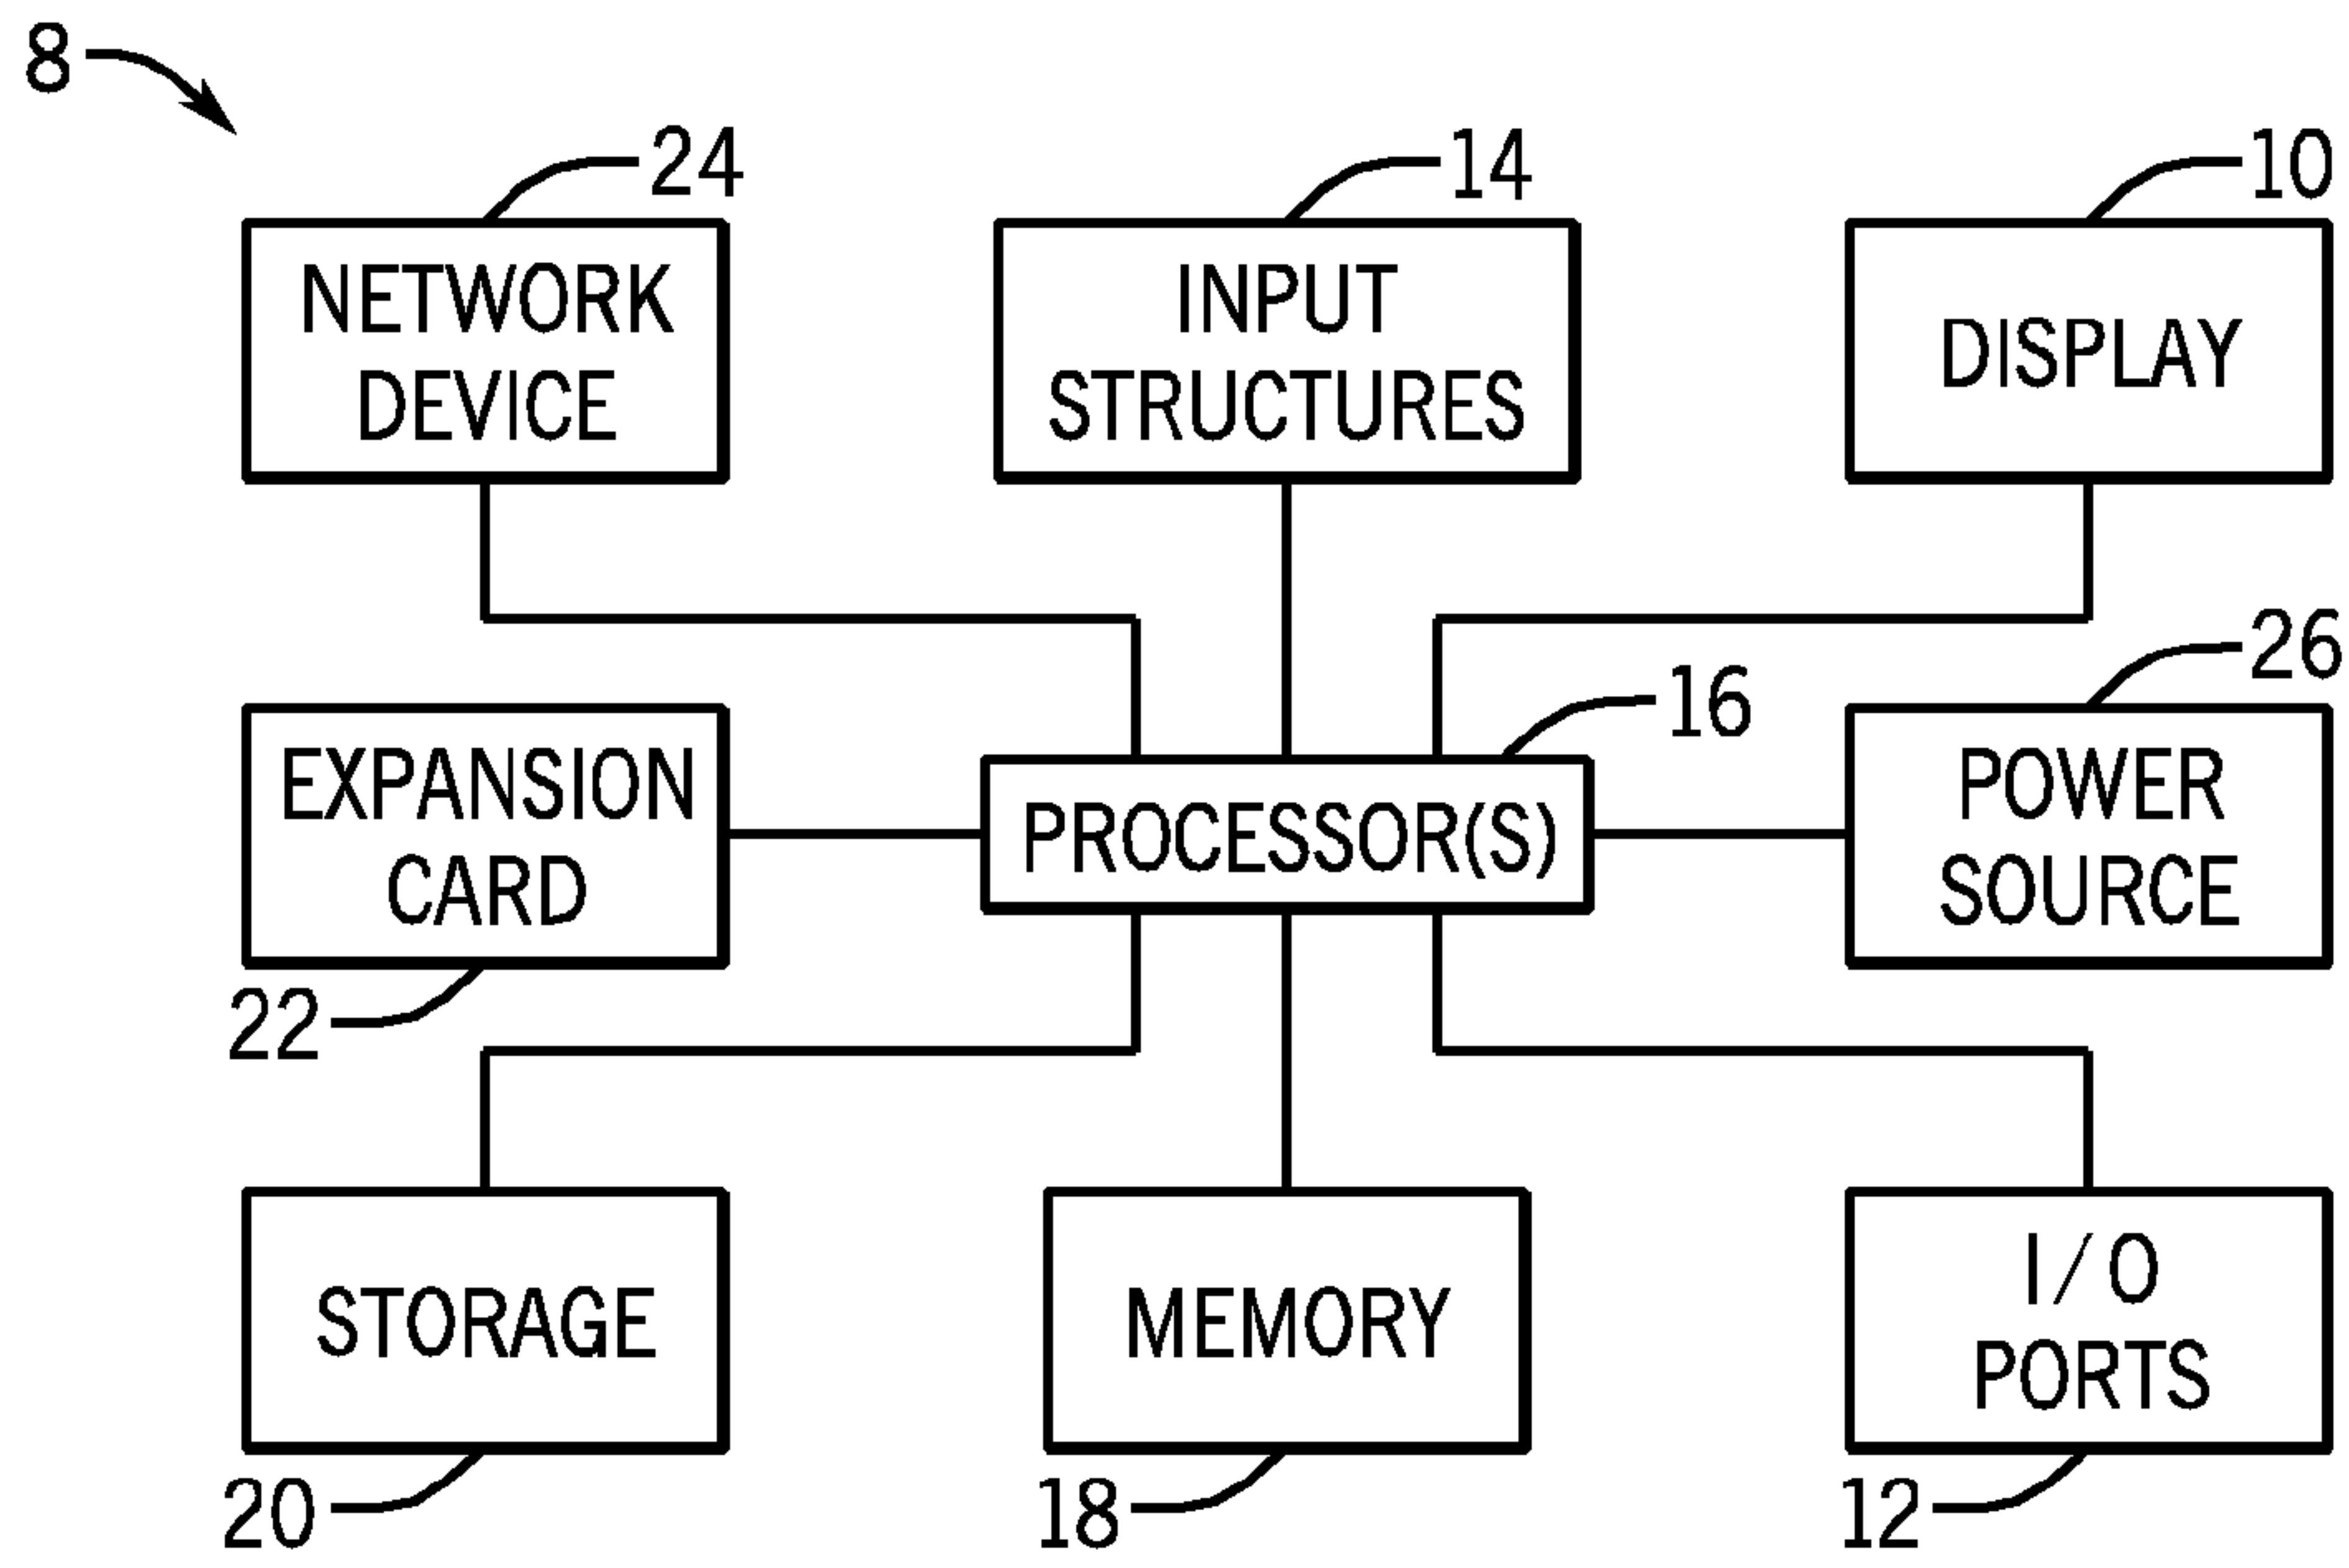 8
24
14
10
NETWORK
DEVICE
INPUT
STRUCTURES
DISPLAY
26
16
EXPANSION
CARD
PROCESSOR(S)
POWER
SOURCE
22
STORAGE
MEMORY
I/O
PORTS
20
18
12